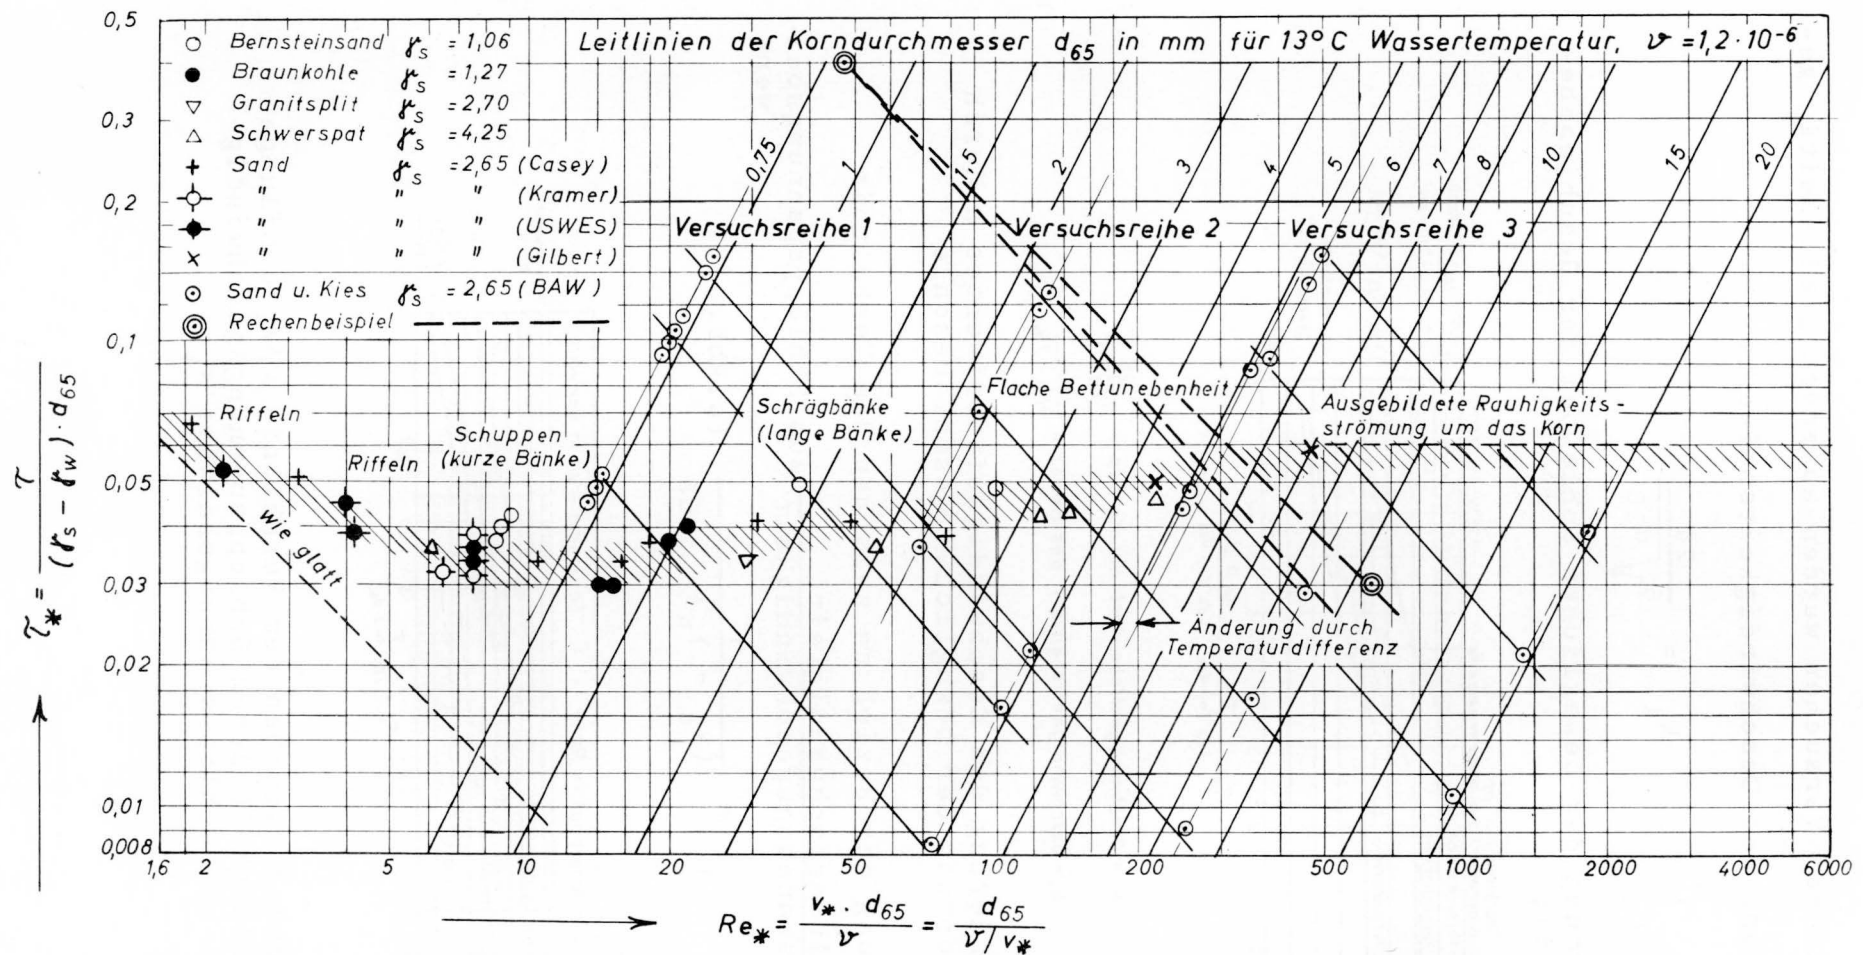 Leitlinien der Korndurchmesser d65 in mm für 13°C Wassertemperatur, ν = 1,2·10⁻⁶
○ Bernsteinsand γs = 1,06
● Braunkohle γs = 1,27
▽ Granitsplit γs = 2,70
△ Schwerspat γs = 4,25
+ Sand γs = 2,65 (Casey)
" " " (Kramer)
" " " (USWES)
× " " " (Gilbert)
⊙ Sand u. Kies γs = 2,65 (BAW)
◎ Rechenbeispiel — — — —
0,75 1 1,5 2 3 4 5 6 7 8 10 15 20
Versuchsreihe 1 Versuchsreihe 2 Versuchsreihe 3
Riffeln
Riffeln
Schuppen
(kurze Bänke)
Schrägbänke
(lange Bänke)
Flache Bettunebenheit
Ausgebildete Rauhigkeits-
strömung um das Korn
wie glatt
Änderung durch
Temperaturdifferenz
0,5
0,3
0,2
0,1
0,05
0,03
0,02
0,01
0,008
τ* = τ / (γs − γw) · d65
1,6 2 5 10 20 50 100 200 500 1000 2000 4000 6000
Re* = v* · d65 / ν = d65 / ν/v*